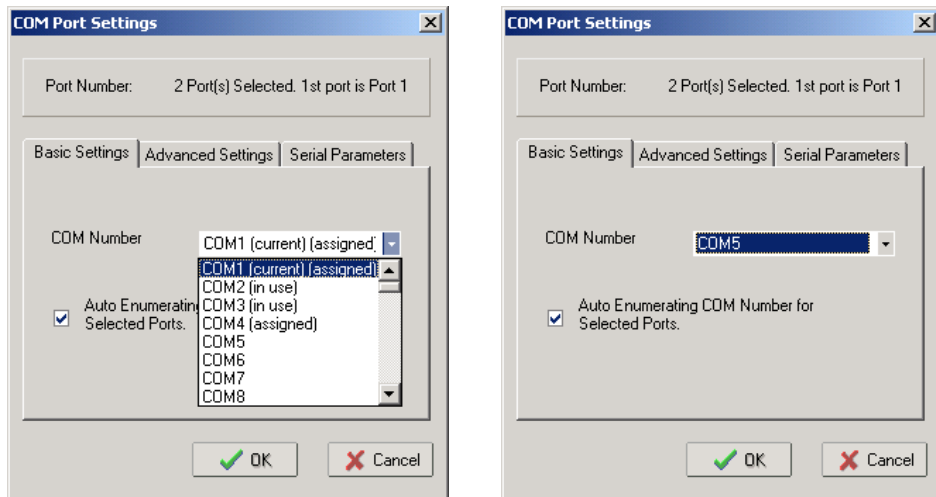 COM Port Settings
Port Number: 2 Port(s) Selected. 1st port is Port 1
Basic Settings Advanced Settings Serial Parameters
COM Number COM1 (current) (assigned)
COM1 (current) (assigned)
COM2 (in use)
COM3 (in use)
Auto Enumerating
COM4 (assigned)
Selected Ports.
COM5
COM6
COM7
COM8
OK Cancel
COM Port Settings
Port Number: 2 Port(s) Selected. 1st port is Port 1
Basic Settings Advanced Settings Serial Parameters
COM Number COM5
Auto Enumerating COM Number for
Selected Ports.
OK Cancel